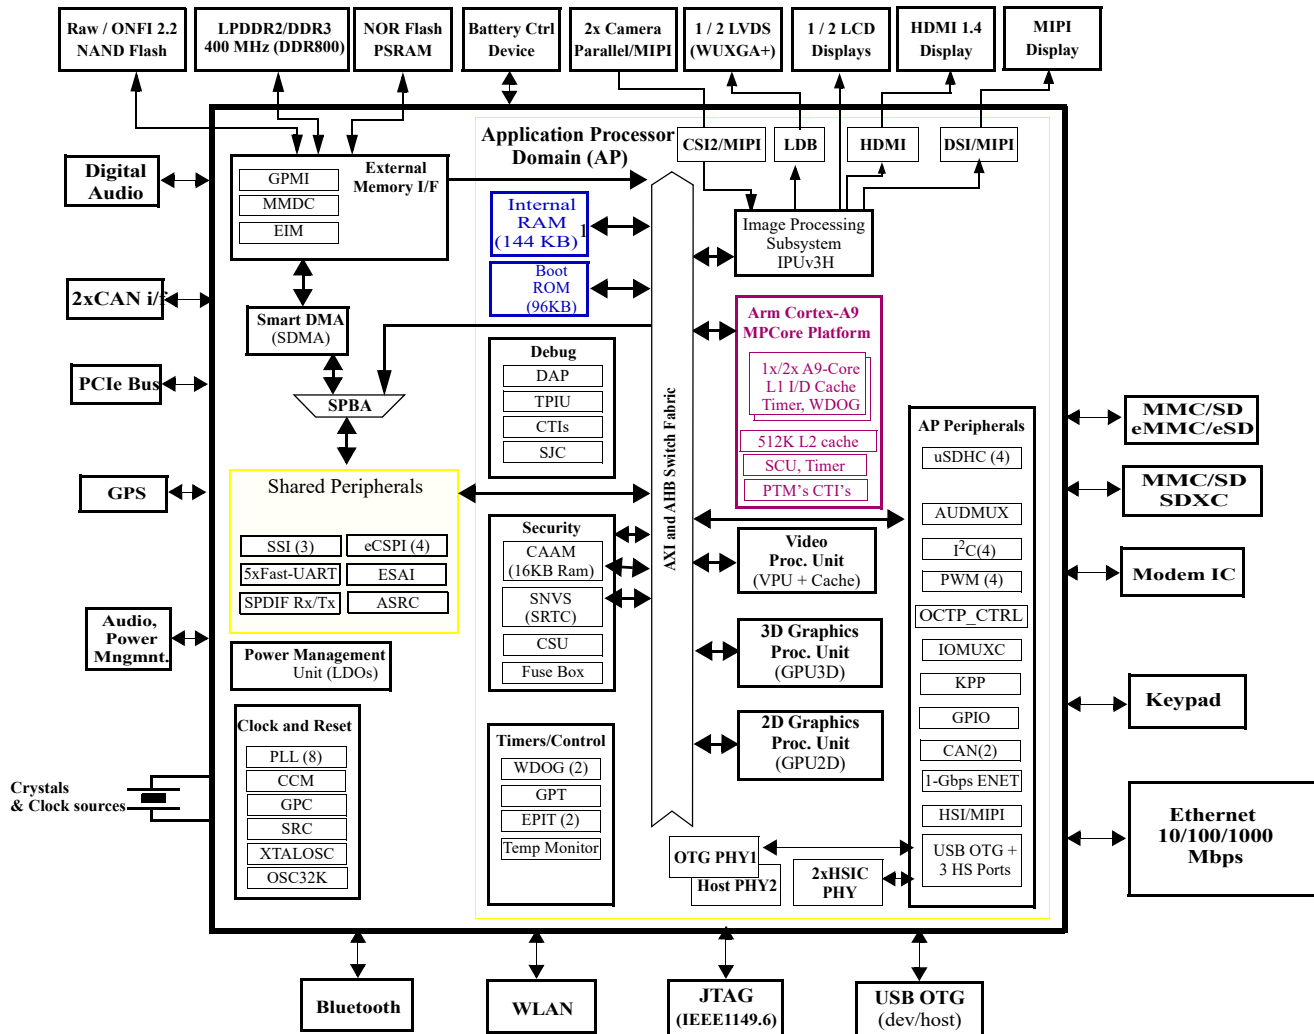 Raw / ONFI 2.2
NAND Flash
LPDDR2/DDR3
400 MHz (DDR800)
NOR Flash
PSRAM
Battery Ctrl
Device
2x Camera
Parallel/MIPI
1 / 2 LVDS
(WUXGA+)
1 / 2 LCD
Displays
HDMI 1.4
Display
MIPI
Display
Application Processor
Domain (AP)
CSI2/MIPI
LDB
HDMI
DSI/MIPI
Digital
Audio
External
Memory I/F
GPMI
MMDC
EIM
Internal
RAM
(144 KB)
1
Boot
ROM
(96KB)
Image Processing
Subsystem
IPUv3H
2xCAN i/f
Smart DMA
(SDMA)
PCIe Bus
SPBA
Debug
DAP
TPIU
CTIs
SJC
AXI and AHB Switch Fabric
Arm Cortex-A9
MPCore Platform
1x/2x A9-Core
L1 I/D Cache
Timer, WDOG
512K L2 cache
SCU, Timer
PTM's CTI's
AP Peripherals
uSDHC (4)
AUDMUX
I2C(4)
PWM (4)
OCTP_CTRL
IOMUXC
KPP
GPIO
CAN(2)
1-Gbps ENET
HSI/MIPI
USB OTG +
3 HS Ports
MMC/SD
eMMC/eSD
MMC/SD
SDXC
Modem IC
Keypad
Ethernet
10/100/1000
Mbps
GPS
Shared Peripherals
SSI (3)
eCSPI (4)
5xFast-UART
ESAI
SPDIF Rx/Tx
ASRC
Security
CAAM
(16KB Ram)
SNVS
(SRTC)
CSU
Fuse Box
Video
Proc. Unit
(VPU + Cache)
3D Graphics
Proc. Unit
(GPU3D)
2D Graphics
Proc. Unit
(GPU2D)
Audio,
Power
Mngmnt.
Power Management
Unit (LDOs)
Clock and Reset
PLL (8)
CCM
GPC
SRC
XTALOSC
OSC32K
Crystals
& Clock sources
Timers/Control
WDOG (2)
GPT
EPIT (2)
Temp Monitor
OTG PHY1
Host PHY2
2xHSIC
PHY
Bluetooth
WLAN
JTAG
(IEEE1149.6)
USB OTG
(dev/host)